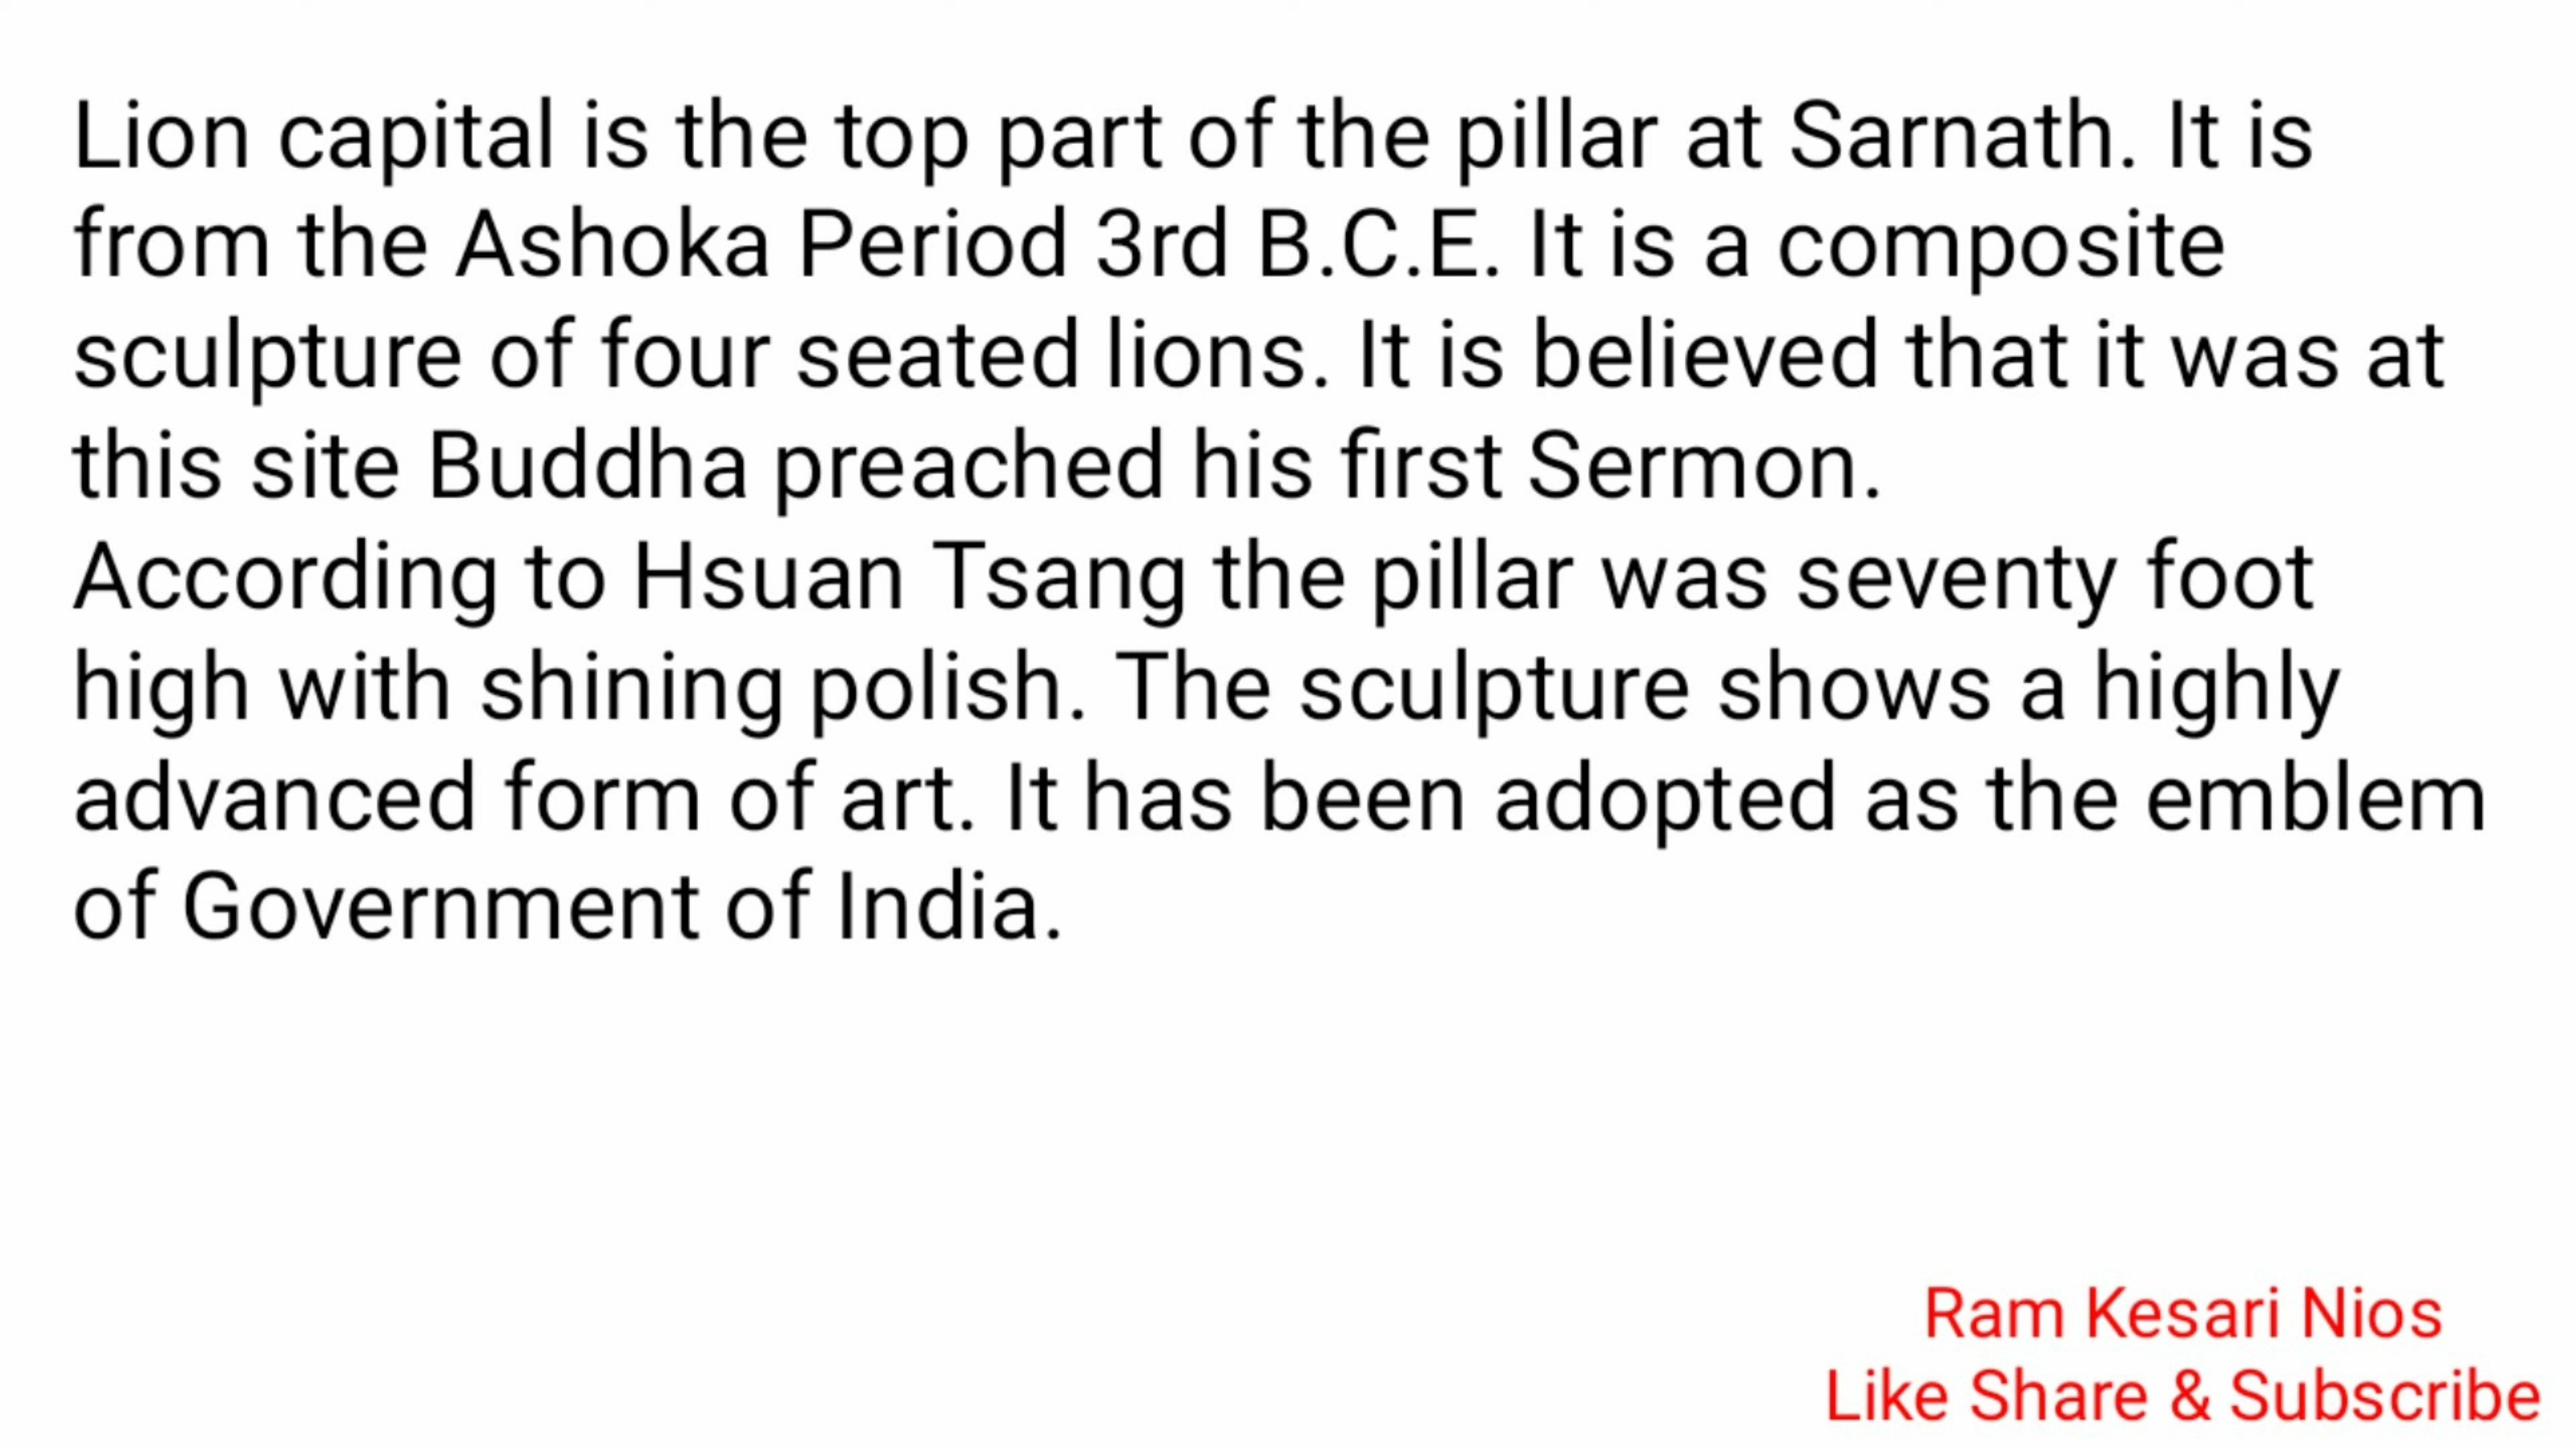 Lion capital is the top part of the pillar at Sarnath. It is
from the Ashoka Period 3rd B.C.E. It is a composite
sculpture of four seated lions. It is believed that it was at
this site Buddha preached his first Sermon.
According to Hsuan Tsang the pillar was seventy foot
high with shining polish. The sculpture shows a highly
advanced form of art. It has been adopted as the emblem
of Government of India.
Ram Kesari Nios
Like Share & Subscribe